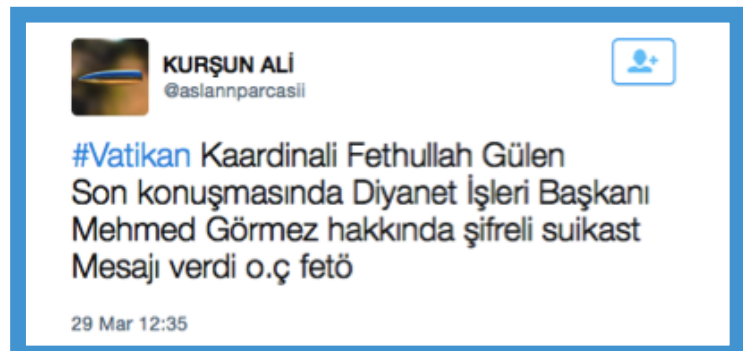 KURŞUN ALİ
@aslannparcasii
#Vatikan Kaardinali Fethullah Gülen
Son konuşmasında Diyanet İşleri Başkanı
Mehmed Görmez hakkında şifreli suikast
Mesajı verdi o.ç fetö
29 Mar 12:35